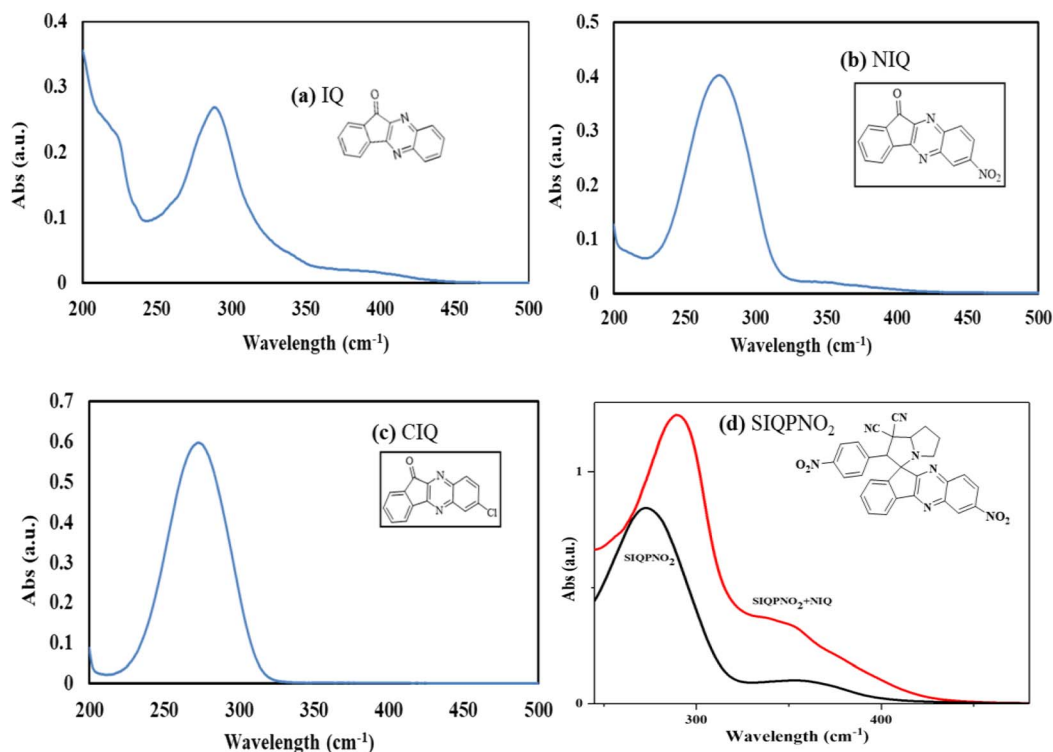 (a) IQ
O
N
N
0.4
0.3
0.2
0.1
0
Abs (a.u.)
200 250 300 350 400 450 500
Wavelength (cm⁻¹)
(b) NIQ
O
N
N
NO₂
0.5
0.4
0.3
0.2
0.1
0
Abs (a.u.)
200 250 300 350 400 450 500
Wavelength (cm⁻¹)
(c) CIQ
O
N
N
Cl
0.7
0.6
0.5
0.4
0.3
0.2
0.1
0
Abs (a.u.)
200 250 300 350 400 450 500
Wavelength (cm⁻¹)
(d) SIQPNO₂
CN
NC
O₂N
N
N
N
NO₂
SIQPNO₂
SIQPNO₂+NIQ
1
0
Abs (a.u.)
300 400
Wavelength (cm⁻¹)